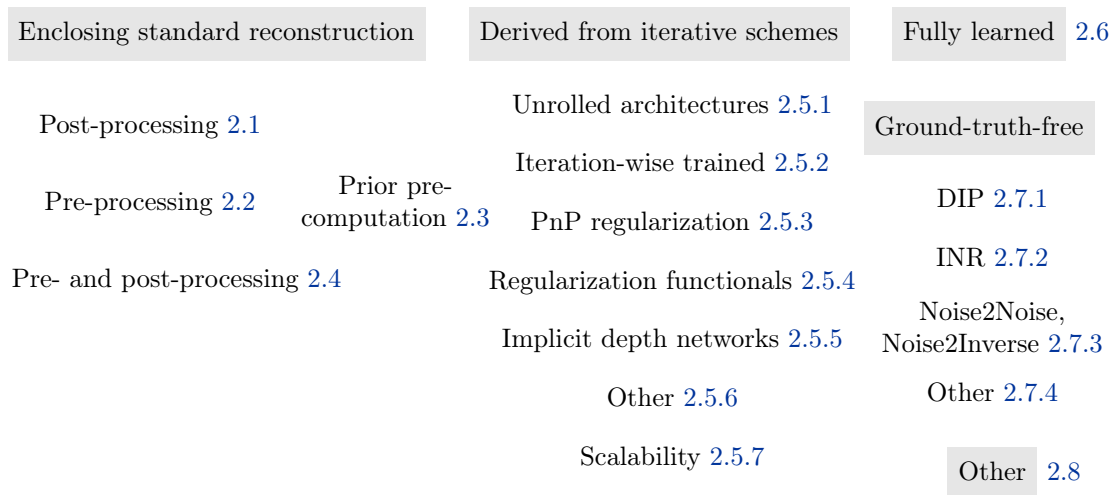 Enclosing standard reconstruction
Post-processing 2.1
Pre-processing 2.2
Prior pre-
computation 2.3
Pre- and post-processing 2.4
Derived from iterative schemes
Unrolled architectures 2.5.1
Iteration-wise trained 2.5.2
PnP regularization 2.5.3
Regularization functionals 2.5.4
Implicit depth networks 2.5.5
Other 2.5.6
Scalability 2.5.7
Fully learned 2.6
Ground-truth-free
DIP 2.7.1
INR 2.7.2
Noise2Noise,
Noise2Inverse 2.7.3
Other 2.7.4
Other 2.8